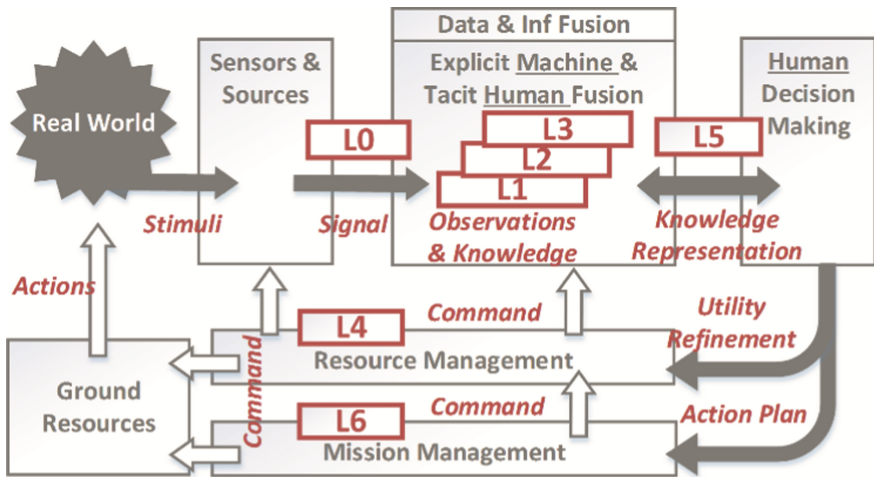 Data & Inf Fusion
Sensors &
Sources
Explicit Machine &
Tacit Human Fusion
Human
Decision
Making
Real World
L0
L3
L2
L1
L5
Stimuli
Signal
Observations
& Knowledge
Knowledge
Representation
Actions
Command
Utility
Refinement
L4
Resource Management
Command
Ground
Resources
Command
Action Plan
L6
Mission Management